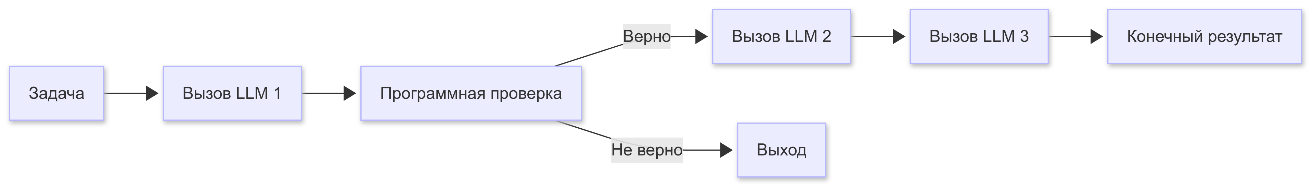 Задача
Вызов LLM 1
Программная проверка
Верно
Вызов LLM 2
Вызов LLM 3
Конечный результат
Не верно
Выход